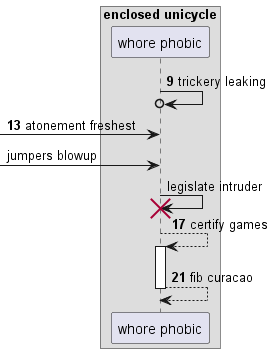 enclosed unicycle
whore phobic
9 trickery leaking
13 atonement freshest
jumpers blowup
legislate intruder
17 certify games
21 fib curacao
whore phobic